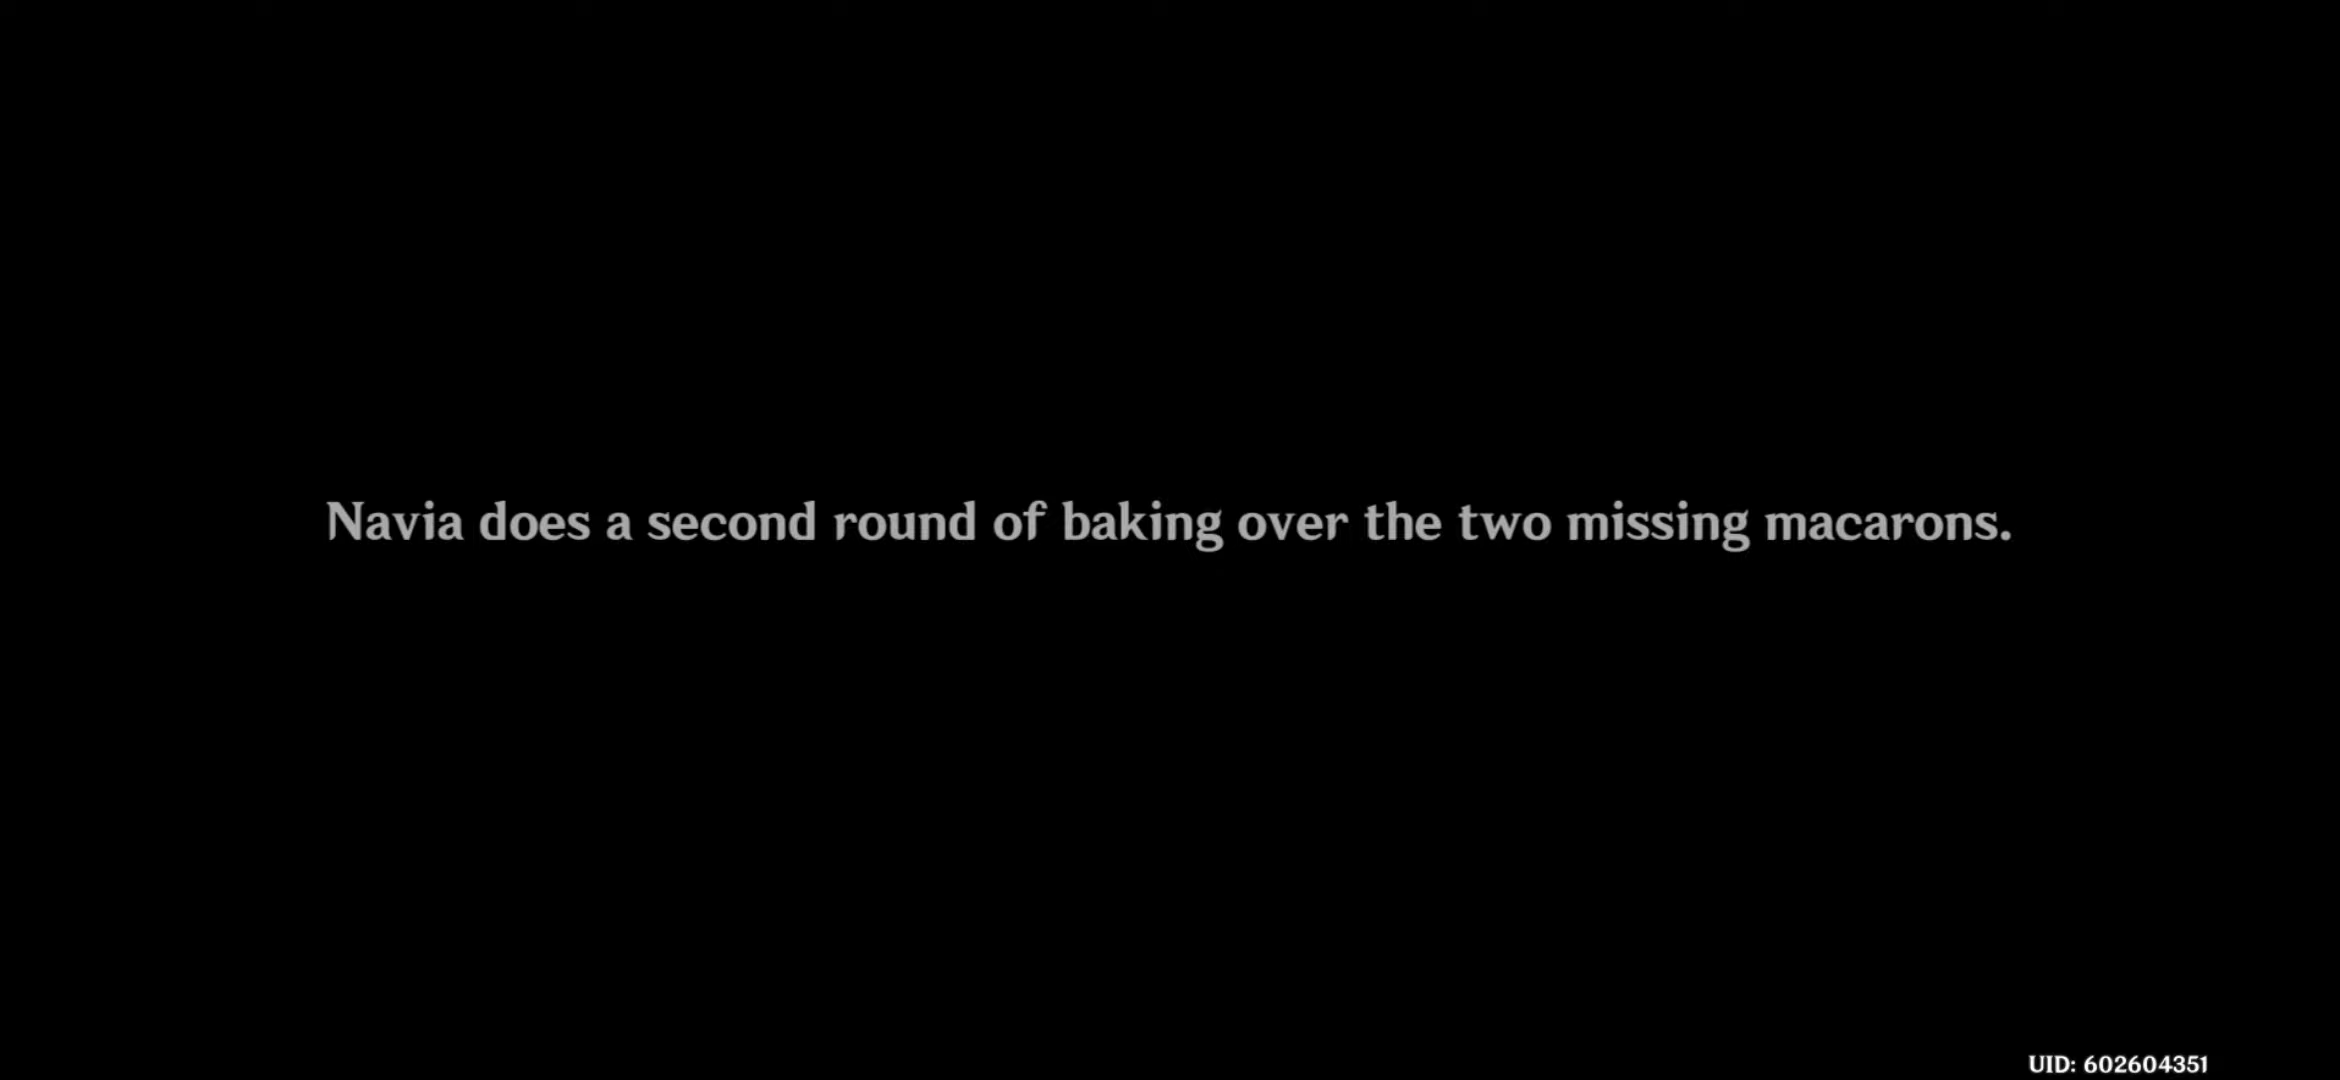 Navia does a second round of baking over the two missing macarons.
UID: 602604351